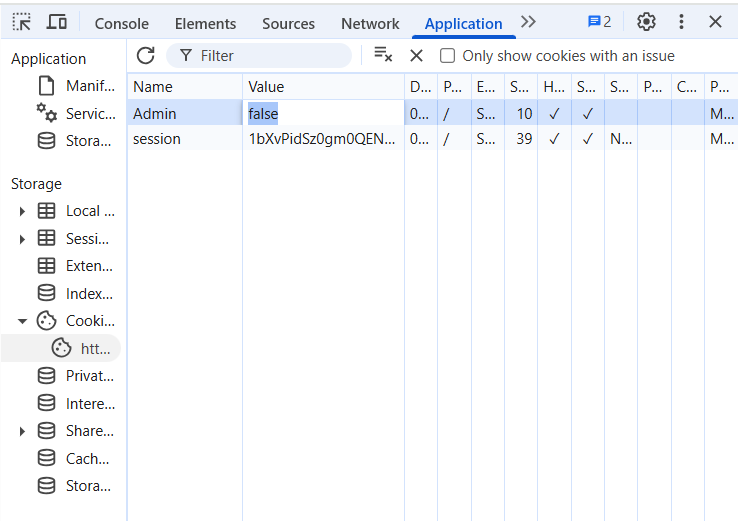 Console Elements Sources Network Application 2
Application
Manif...
Servic...
Stora...
Storage
Local ...
Sessi...
Exten...
Index...
Cooki...
htt...
Privat...
Intere...
Share...
Cach...
Stora...
Filter Only show cookies with an issue
Name Value D... P... E... S... H... S... S... P... C... P...
Admin false 0... / S... 10 ✓ ✓ M...
session 1bXvPidSz0gm0QEN... 0... / S... 39 ✓ ✓ N... M...